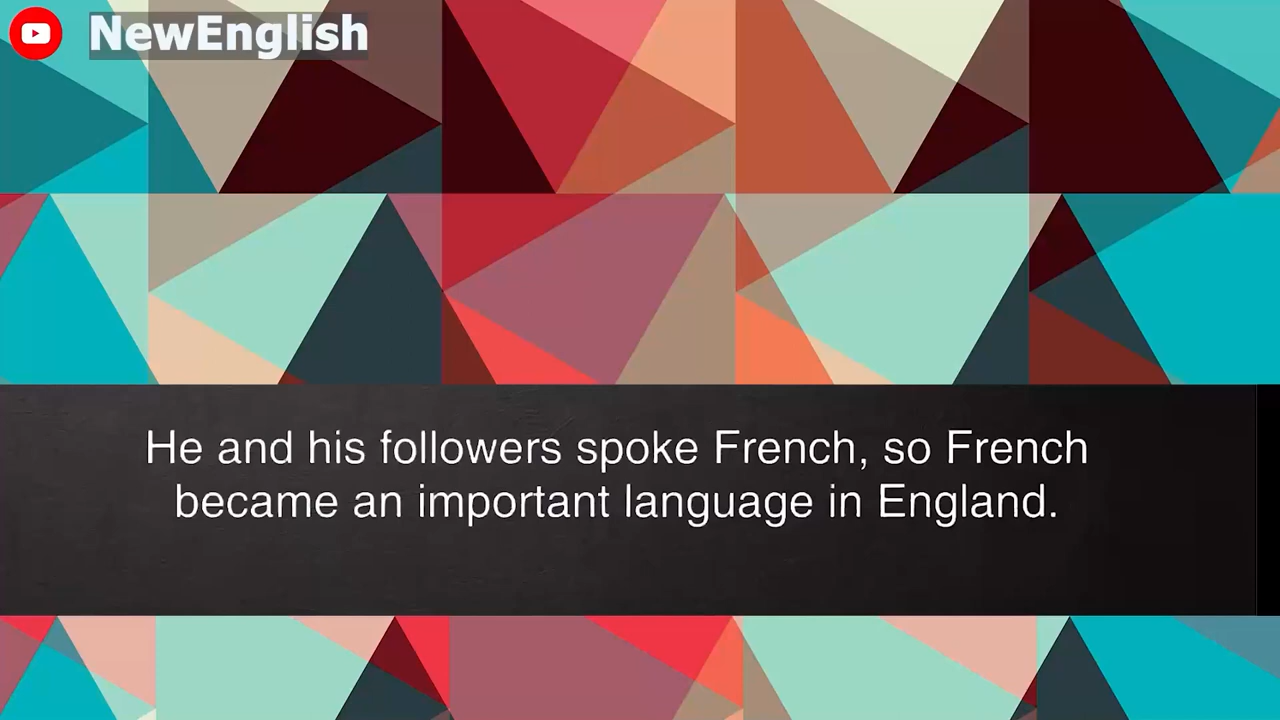 NewEnglish
He and his followers spoke French, so French
became an important language in England.